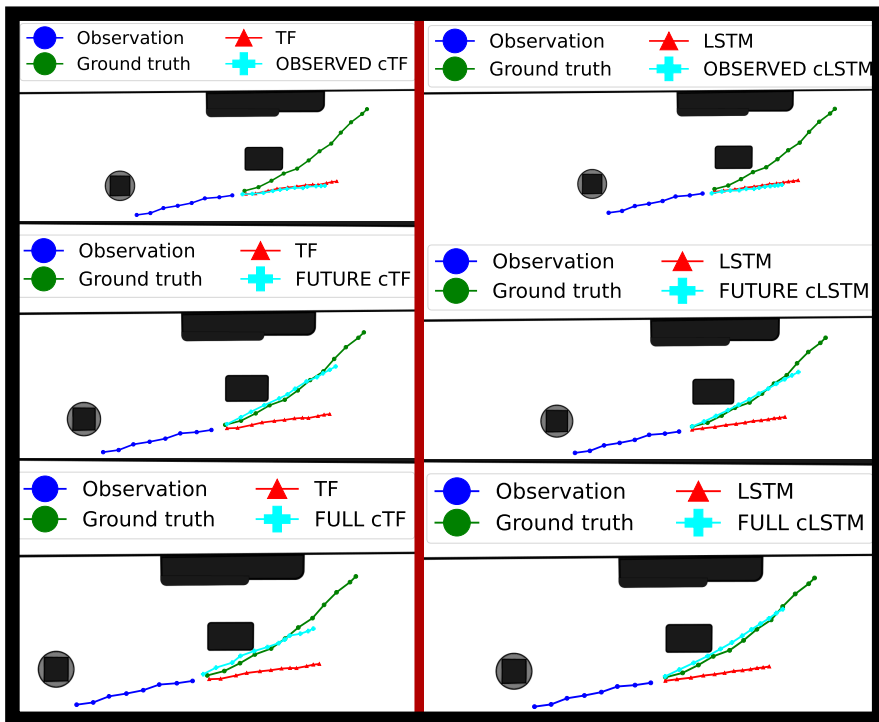 Observation TF
Ground truth OBSERVED cTF
Observation LSTM
Ground truth OBSERVED cLSTM
Observation TF
Ground truth FUTURE cTF
Observation LSTM
Ground truth FUTURE cLSTM
Observation TF
Ground truth FULL cTF
Observation LSTM
Ground truth FULL cLSTM